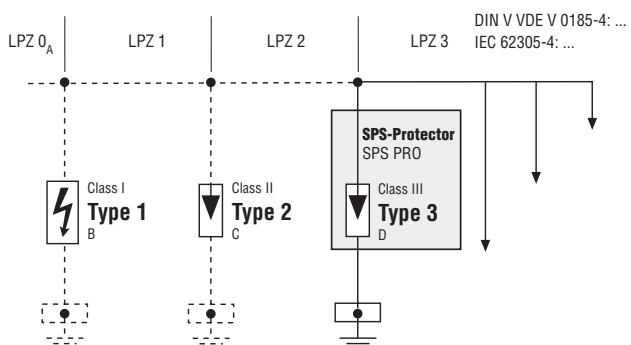 LPZ 0A
LPZ 1
LPZ 2
LPZ 3
DIN V VDE V 0185-4: ...
IEC 62305-4: ...
Class I
Type 1
B
Class II
Type 2
C
SPS-Protector
SPS PRO
Class III
Type 3
D